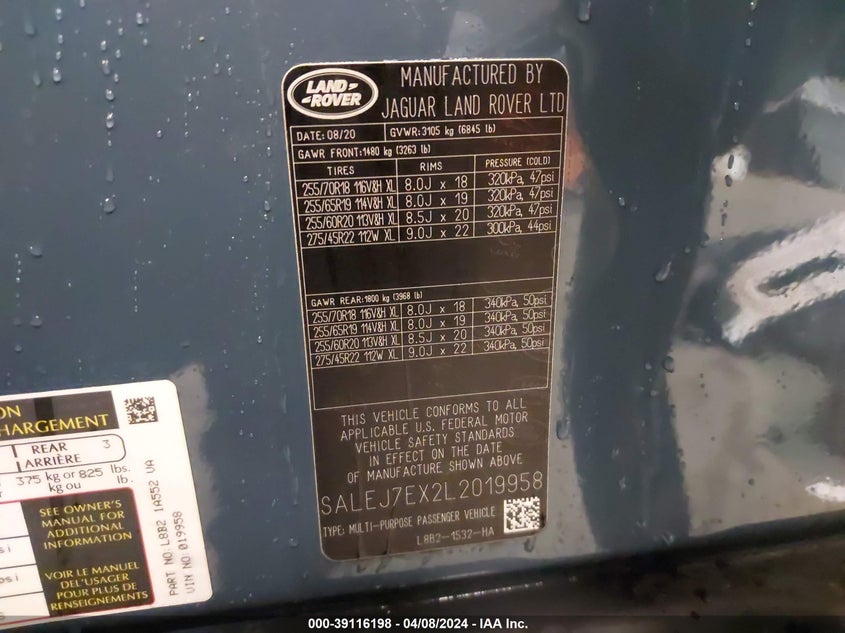 LAND ROVER
MANUFACTURED BY
JAGUAR LAND ROVER LTD
DATE: 08/20 GVWR:3105 kg (6845 lb)
GAWR FRONT:1480 kg (3263 lb)
TIRES RIMS PRESSURE (COLD)
255/70R18 116V&H XL 8.0J x 18 320kPa, 47psi
255/65R19 114V&H XL 8.0J x 19 320kPa, 47psi
255/60R20 113V&H XL 8.5J x 20 320kPa, 47psi
275/45R22 112W XL 9.0J x 22 300kPa, 44psi
GAWR REAR:1800 kg (3968 lb)
255/70R18 116V&H XL 8.0J x 18 340kPa, 50psi
255/65R19 114V&H XL 8.0J x 19 340kPa, 50psi
255/60R20 113V&H XL 8.5J x 20 340kPa, 50psi
275/45R22 112W XL 9.0J x 22 340kPa, 50psi
THIS VEHICLE CONFORMS TO ALL
APPLICABLE U.S. FEDERAL MOTOR
VEHICLE SAFETY STANDARDS
IN EFFECT ON THE DATE
OF MANUFACTURE SHOWN ABOVE
SALEJ7EX2L2019958
TYPE: MULTI-PURPOSE PASSENGER VEHICLE
L8B2-1532-HA
ON
CHARGEMENT
REAR 3
ARRIÈRE
375 kg or 825 lbs.
kg ou lb.
SEE OWNER'S
MANUAL FOR
ADDITIONAL
INFORMATION
VOIR LE MANUEL
DE L'USAGER
POUR PLUS DE
RENSEIGNEMENTS
PART NO. L8B2 1A552 VA
VIN NO: 019958
000-39116198 - 04/08/2024 - IAA Inc.